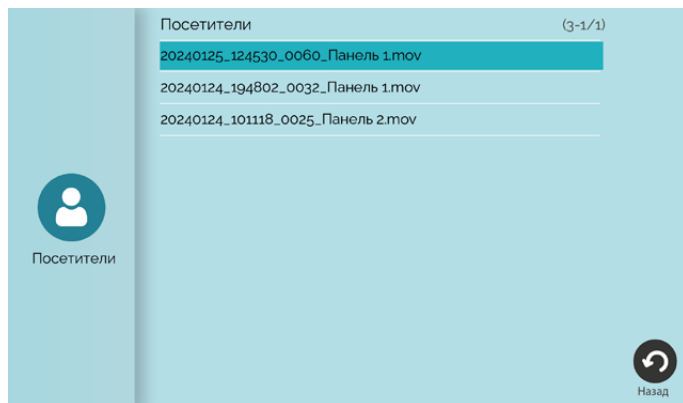 Посетители (3-1/1)
20240125_124530_0060_Панель 1.mov
20240124_194802_0032_Панель 1.mov
20240124_101118_0025_Панель 2.mov
Посетители
Назад